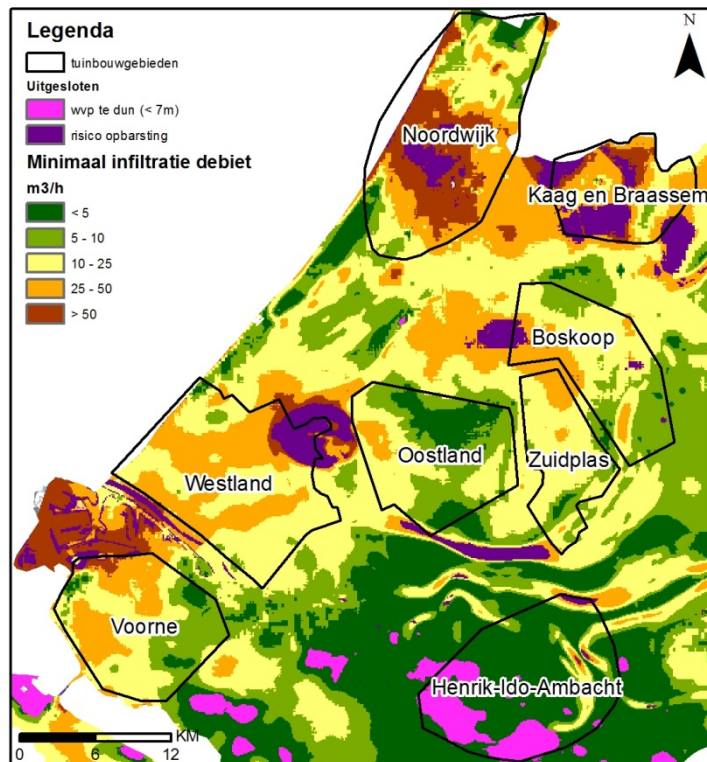 Legenda
tuinbouwgebieden
Uitgesloten
wvp te dun (< 7m)
risico opbarsting
Minimaal infiltratie debiet
m3/h
< 5
5 - 10
10 - 25
25 - 50
> 50
N
Noordwijk
Kaag en Braassem
Boskoop
Oostland
Zuidplas
Westland
Voorne
Henrik-Ido-Ambacht
KM
0 6 12